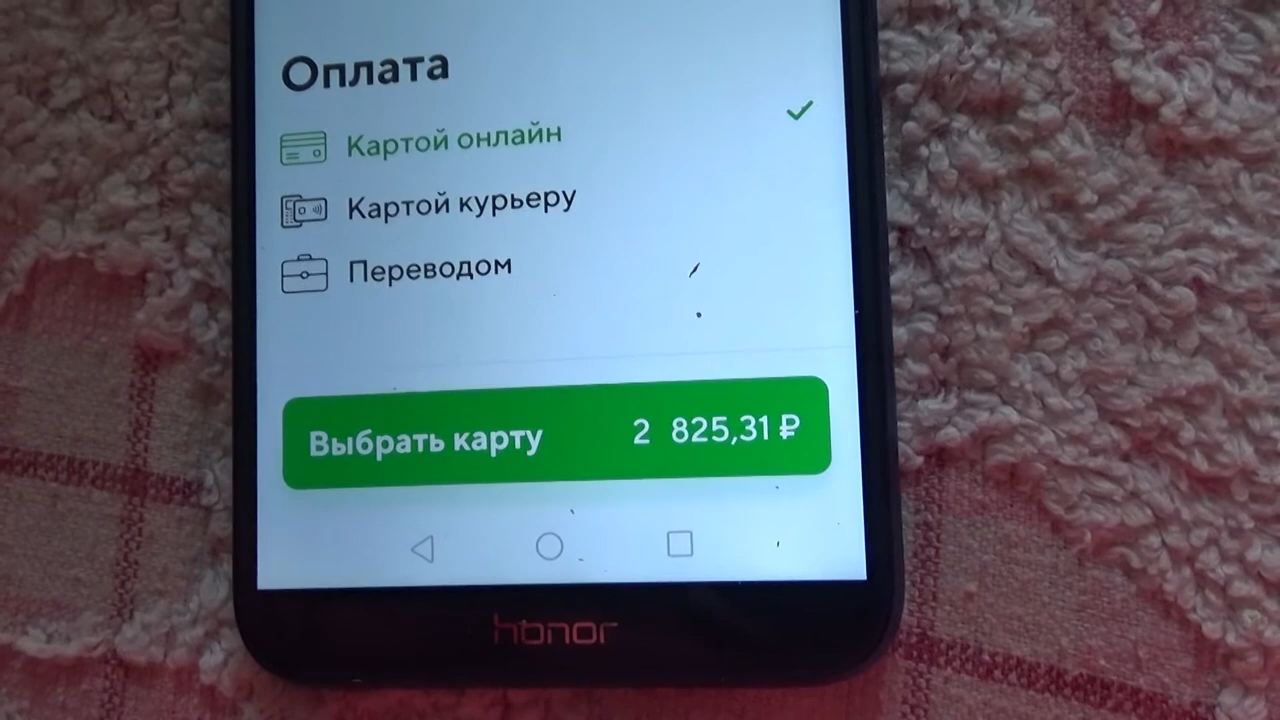 Оплата
Картой онлайн
Картой курьеру
Переводом
Выбрать карту 2 825,31 ₽
honor